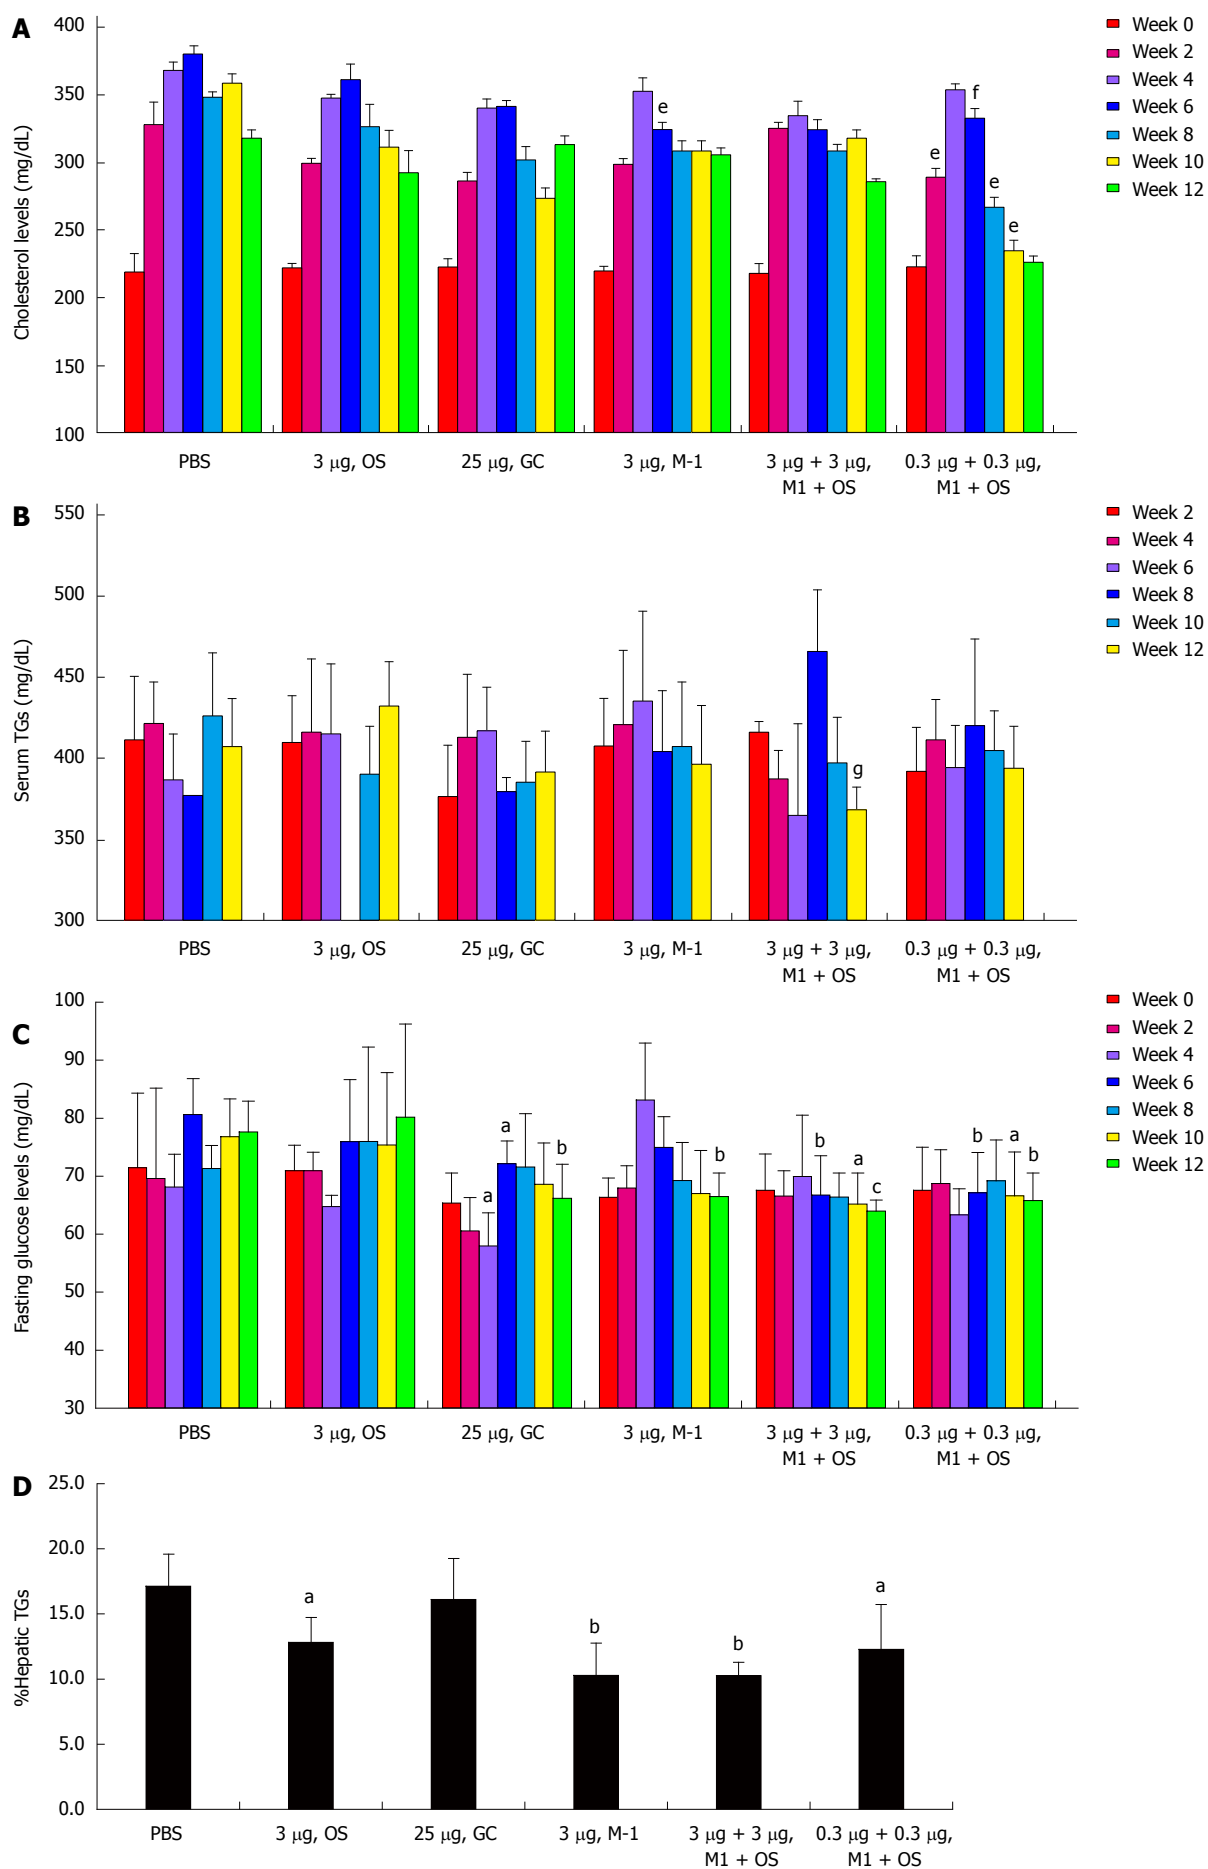 A
400
350
300
250
200
150
100
Cholesterol levels (mg/dL)
e
e
f
e
e
PBS
3 μg, OS
25 μg, GC
3 μg, M-1
3 μg + 3 μg,
M1 + OS
0.3 μg + 0.3 μg,
M1 + OS
Week 0
Week 2
Week 4
Week 6
Week 8
Week 10
Week 12
B
550
500
450
400
350
300
Serum TGs (mg/dL)
g
PBS
3 μg, OS
25 μg, GC
3 μg, M-1
3 μg + 3 μg,
M1 + OS
0.3 μg + 0.3 μg,
M1 + OS
Week 2
Week 4
Week 6
Week 8
Week 10
Week 12
C
100
90
80
70
60
50
40
30
Fasting glucose levels (mg/dL)
a
a
b
b
b
a
c
b
a
b
PBS
3 μg, OS
25 μg, GC
3 μg, M-1
3 μg + 3 μg,
M1 + OS
0.3 μg + 0.3 μg,
M1 + OS
Week 0
Week 2
Week 4
Week 6
Week 8
Week 10
Week 12
D
25.0
20.0
15.0
10.0
5.0
0.0
%Hepatic TGs
a
b
b
a
PBS
3 μg, OS
25 μg, GC
3 μg, M-1
3 μg + 3 μg,
M1 + OS
0.3 μg + 0.3 μg,
M1 + OS